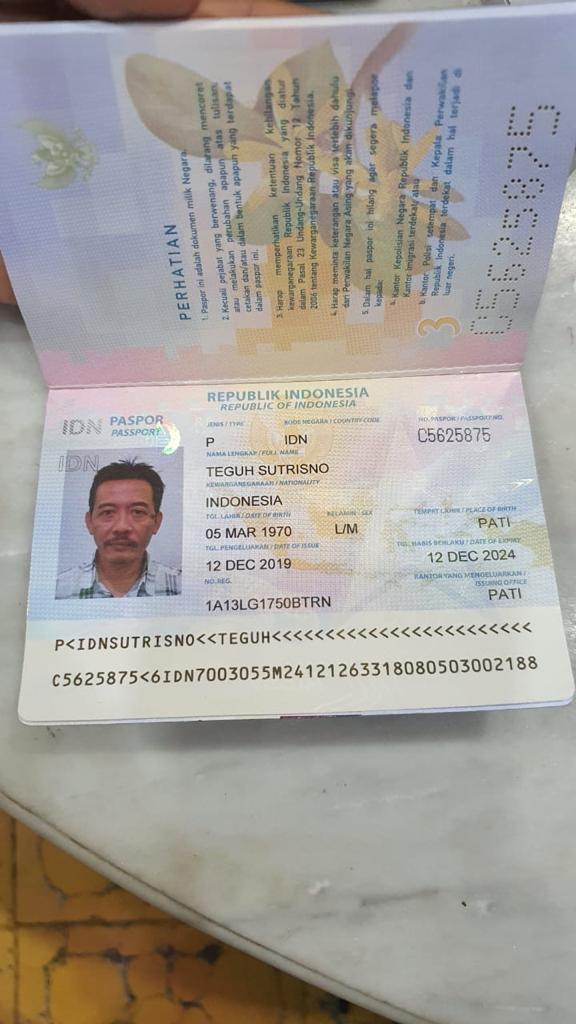 PERHATIAN
1. Paspor ini adalah dokumen milik Negara.
2. Kecuali pejabat yang berwenang, dilarang mencoret
atau melakukan perubahan apapun atas tulisan,
cetakan dan/atau dalam bentuk apapun yang terdapat
dalam paspor ini.
3. Harap memperhatikan ketentuan kehilangan
kewarganegaraan Republik Indonesia yang diatur
dalam Pasal 23 Undang-Undang Nomor 12 Tahun
2006 tentang Kewarganegaraan Republik Indonesia.
4. Harap meminta keterangan atau visa terlebih dahulu
dari Perwakilan Negara Asing yang akan dikunjungi.
5. Dalam hal paspor ini hilang agar segera melapor
kepada:
a. Kantor Kepolisian Negara Republik Indonesia dan
Kantor Imigrasi terdekat; atau
b. Kantor Polisi setempat dan Kepala Perwakilan
Republik Indonesia terdekat dalam hal terjadi di
luar negeri.
3
C5625875
REPUBLIK INDONESIA
REPUBLIC OF INDONESIA
IDN PASPOR
PASSPORT
IDN
JENIS / TYPE KODE NEGARA / COUNTRY CODE NO. PASPOR / PASSPORT NO.
P IDN C5625875
NAMA LENGKAP / FULL NAME
TEGUH SUTRISNO
KEWARGANEGARAAN / NATIONALITY
INDONESIA
TGL. LAHIR / DATE OF BIRTH KELAMIN / SEX TEMPAT LAHIR / PLACE OF BIRTH
05 MAR 1970 L/M PATI
TGL. PENGELUARAN / DATE OF ISSUE TGL. HABIS BERLAKU / DATE OF EXPIRY
12 DEC 2019 12 DEC 2024
NO. REG. KANTOR YANG MENGELUARKAN /
ISSUING OFFICE
1A13LG1750BTRN PATI
P<IDNSUTRISNO<<TEGUH<<<<<<<<<<<<<<<<<<<<<<<<
C5625875<6IDN7003055M2412126331808050300218​8